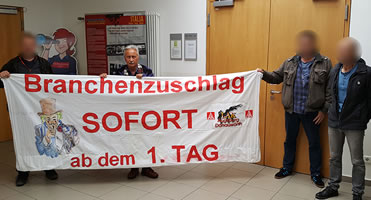 Branchenzuschlag
SOFORT
ab dem 1. TAG